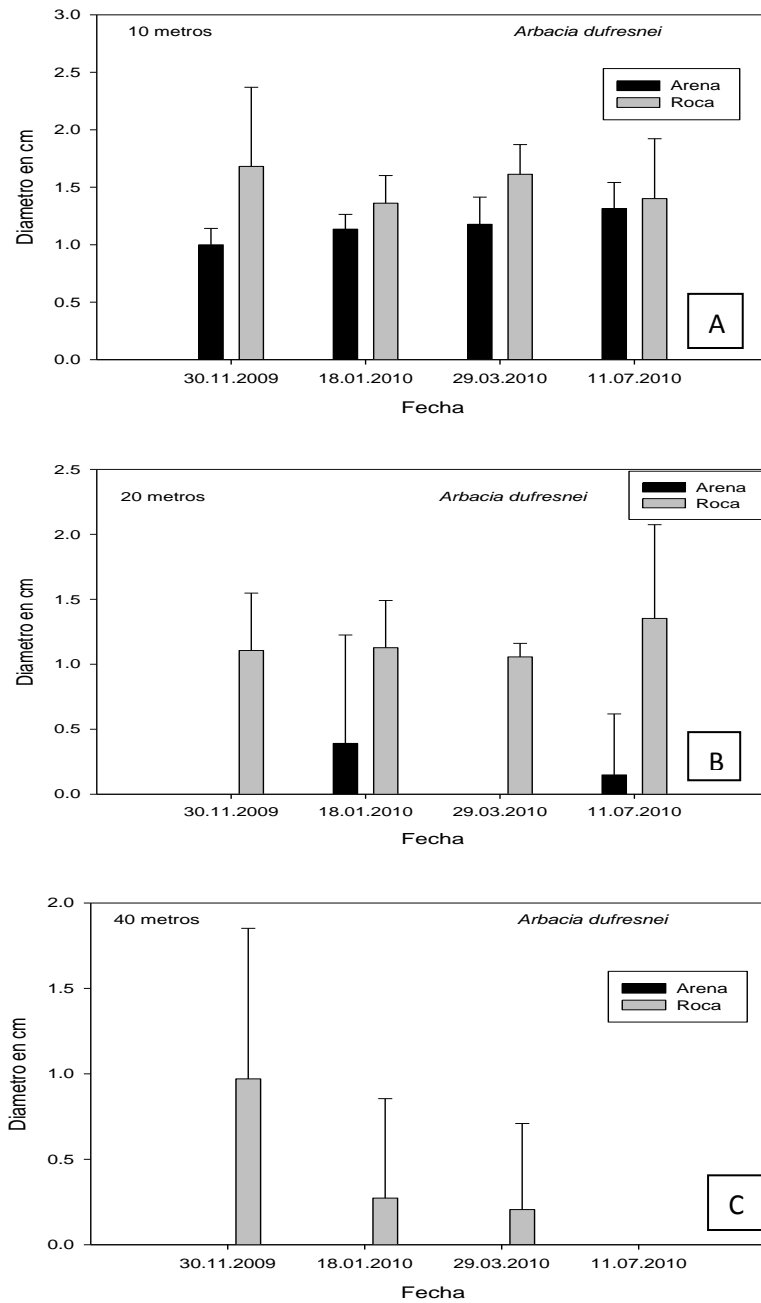 10 metros
Arbacia dufresnei
Arena
Roca
3.0
2.5
2.0
1.5
1.0
0.5
0.0
Diametro en cm
A
30.11.2009 18.01.2010 29.03.2010 11.07.2010
Fecha
20 metros
Arbacia dufresnei
Arena
Roca
2.5
2.0
1.5
1.0
0.5
0.0
Diametro en cm
B
30.11.2009 18.01.2010 29.03.2010 11.07.2010
Fecha
40 metros
Arbacia dufresnei
Arena
Roca
2.0
1.5
1.0
0.5
0.0
Diametro en cm
C
30.11.2009 18.01.2010 29.03.2010 11.07.2010
Fecha